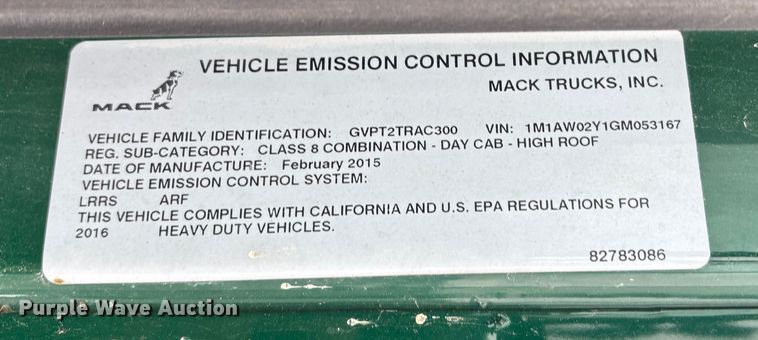 VEHICLE EMISSION CONTROL INFORMATION
MACK TRUCKS, INC.
MACK
VEHICLE FAMILY IDENTIFICATION: GVPT2TRAC300 VIN: 1M1AW02Y1GM053167
REG. SUB-CATEGORY: CLASS 8 COMBINATION - DAY CAB - HIGH ROOF
DATE OF MANUFACTURE: February 2015
VEHICLE EMISSION CONTROL SYSTEM:
LRRS ARF
THIS VEHICLE COMPLIES WITH CALIFORNIA AND U.S. EPA REGULATIONS FOR
2016 HEAVY DUTY VEHICLES.
82783086
Purple Wave Auction